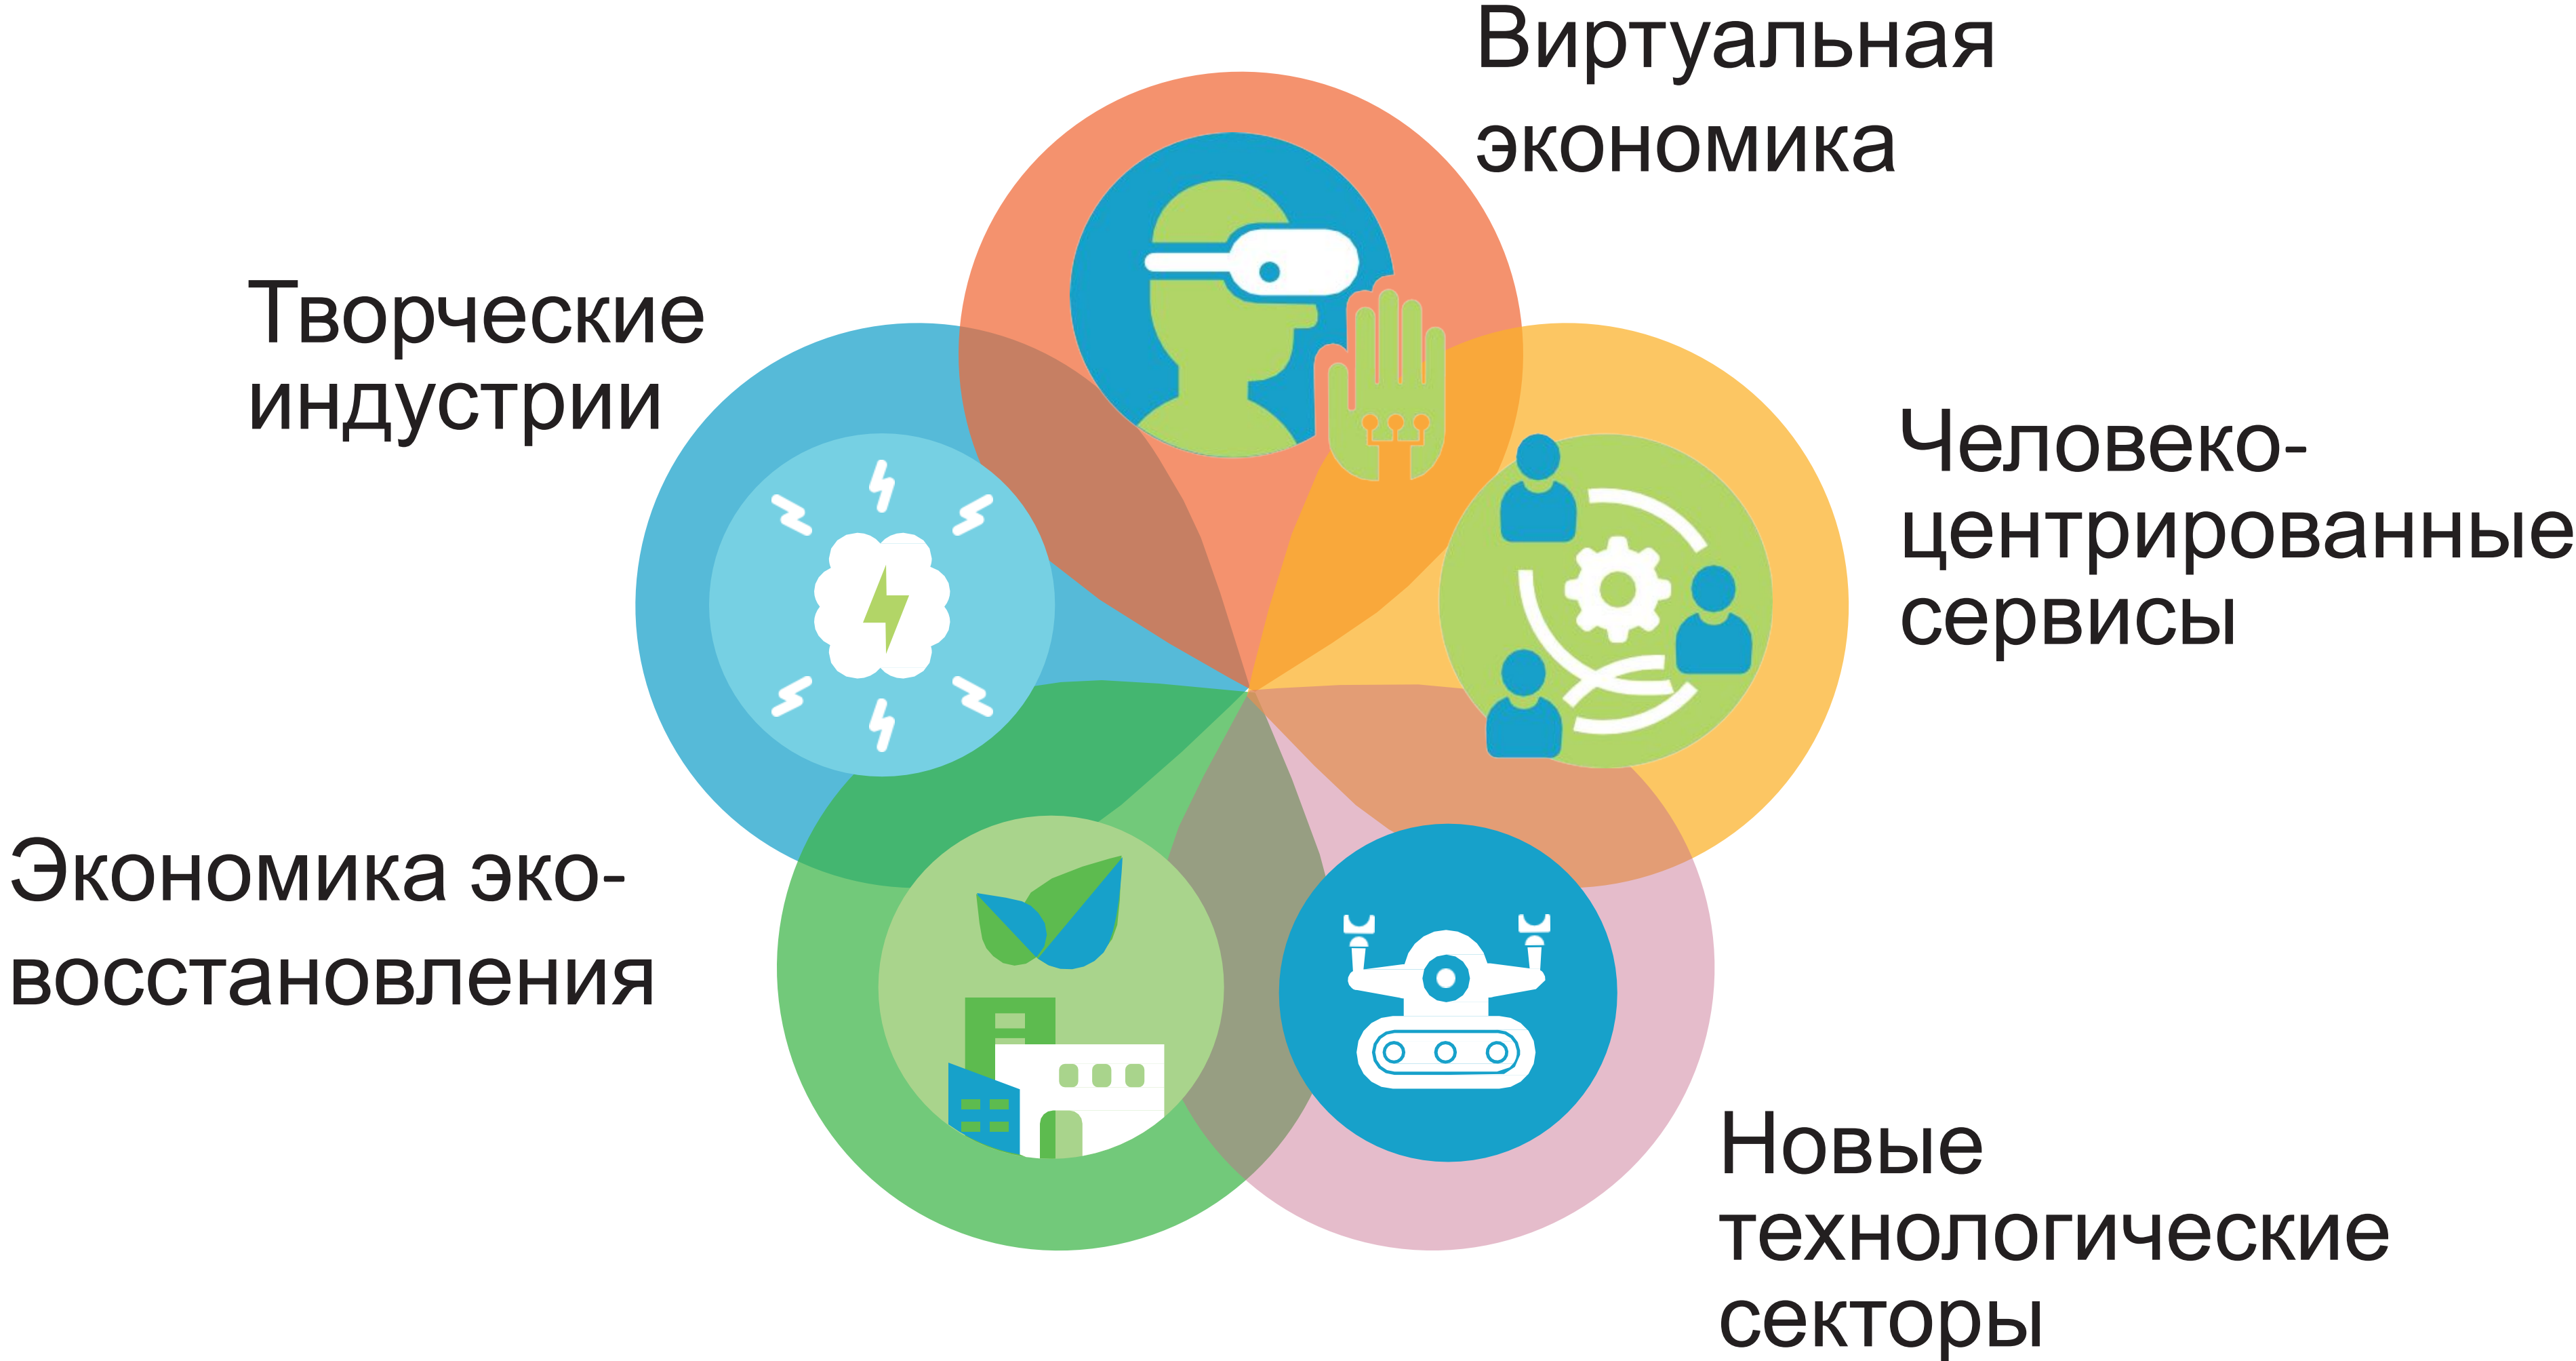 Виртуальная
экономика
Творческие
индустрии
Человеко-
центрированные
сервисы
Экономика эко-
восстановления
Новые
технологические
секторы